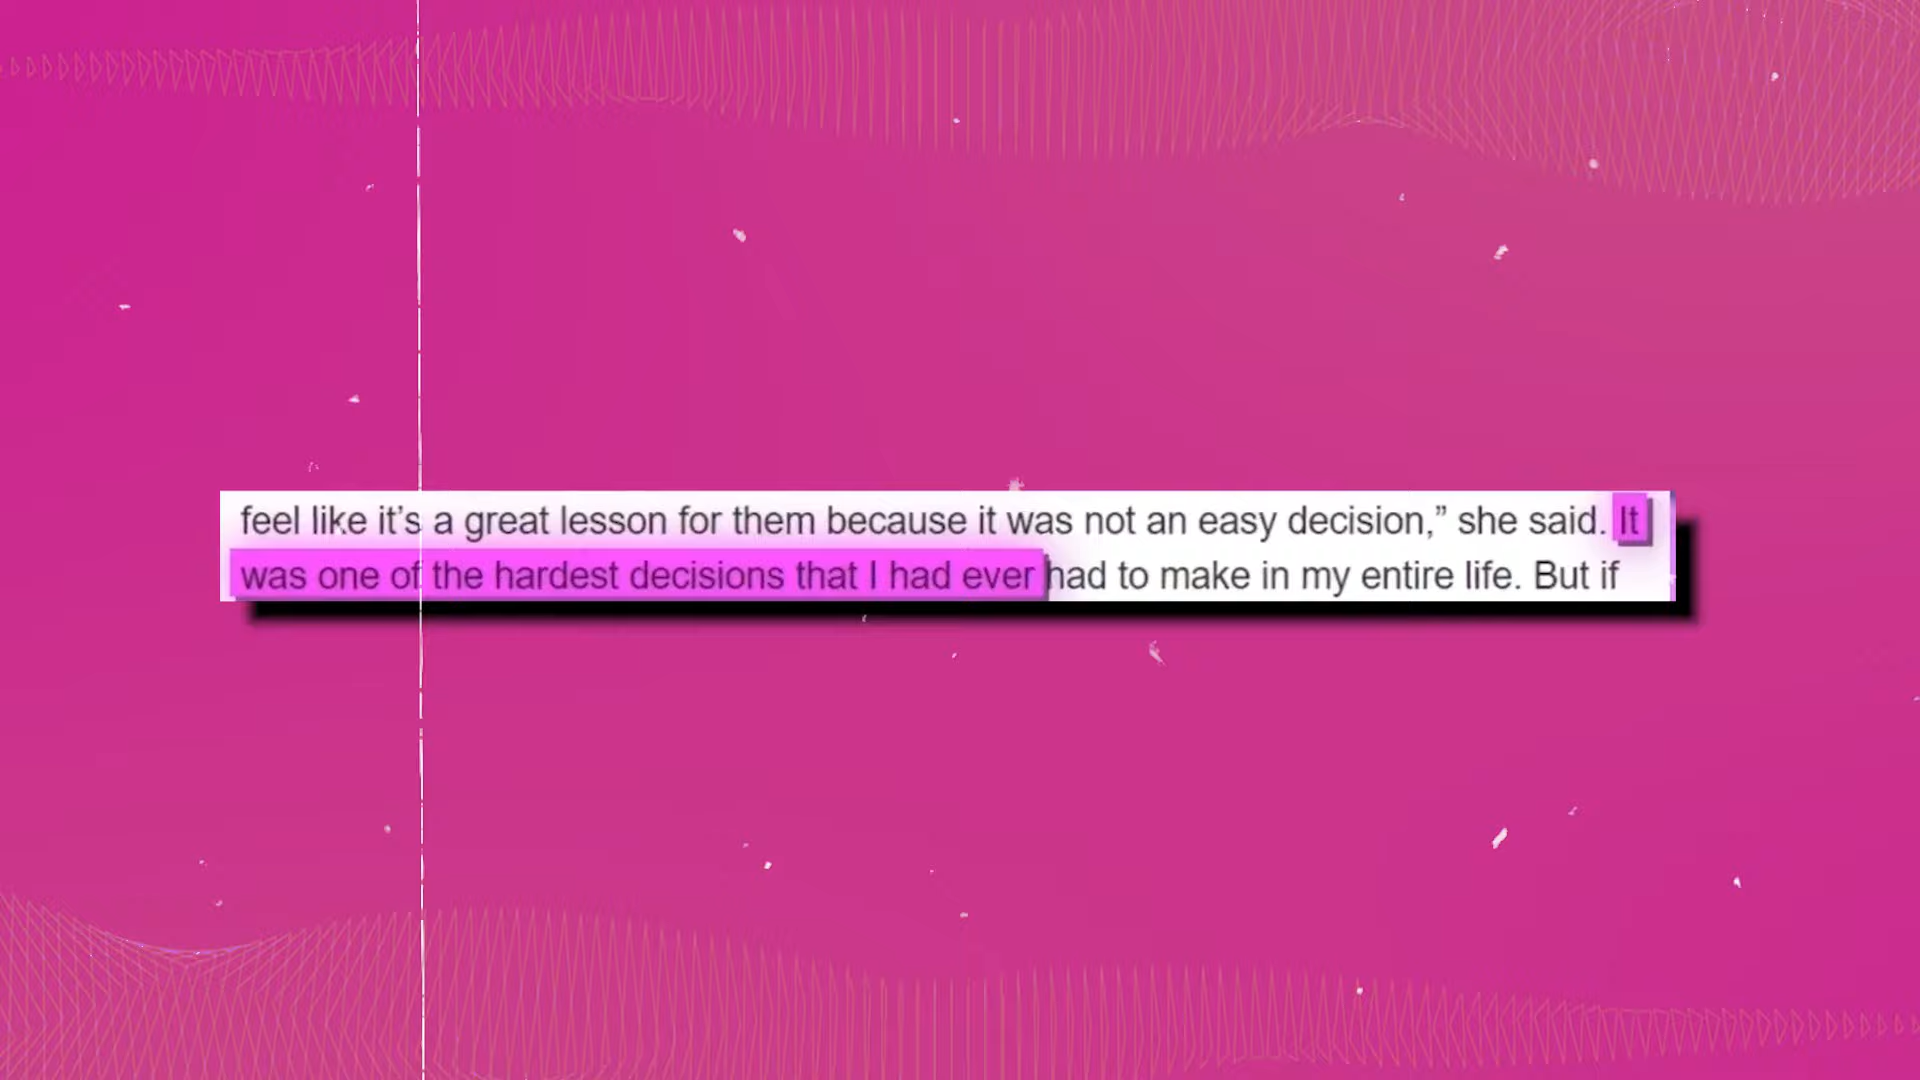 feel like it’s a great lesson for them because it was not an easy decision,” she said. It
was one of the hardest decisions that I had ever had to make in my entire life. But if